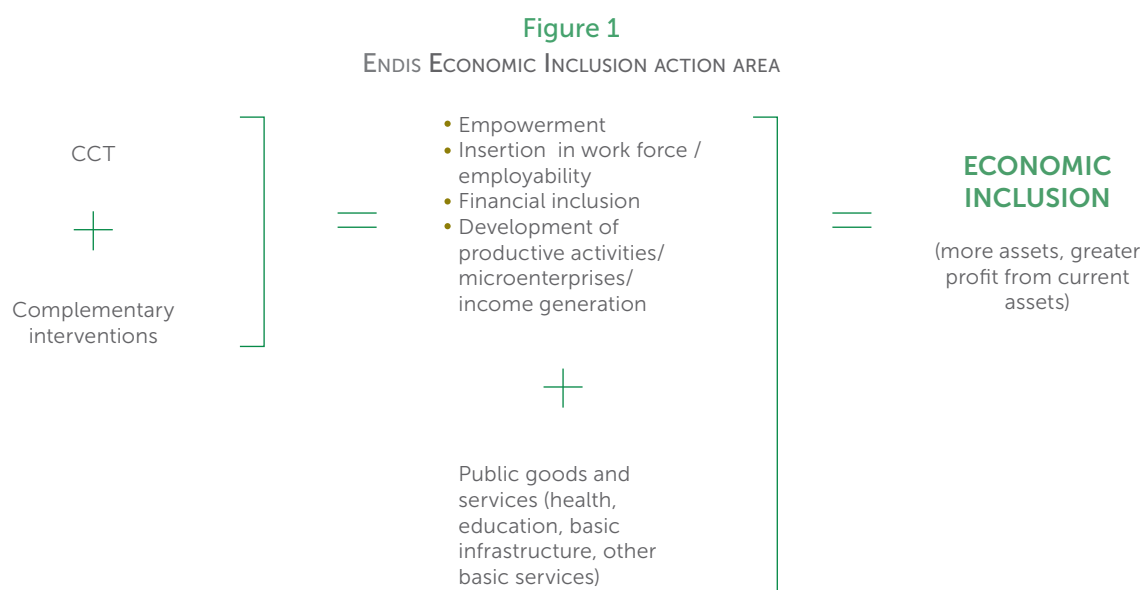 Figure 1
Endis Economic Inclusion action area
CCT
+
Complementary
interventions
=
• Empowerment
• Insertion in work force /
employability
• Financial inclusion
• Development of
productive activities/
microenterprises/
income generation
+
Public goods and
services (health,
education, basic
infrastructure, other
basic services)
=
ECONOMIC
INCLUSION
(more assets, greater
profit from current
assets)